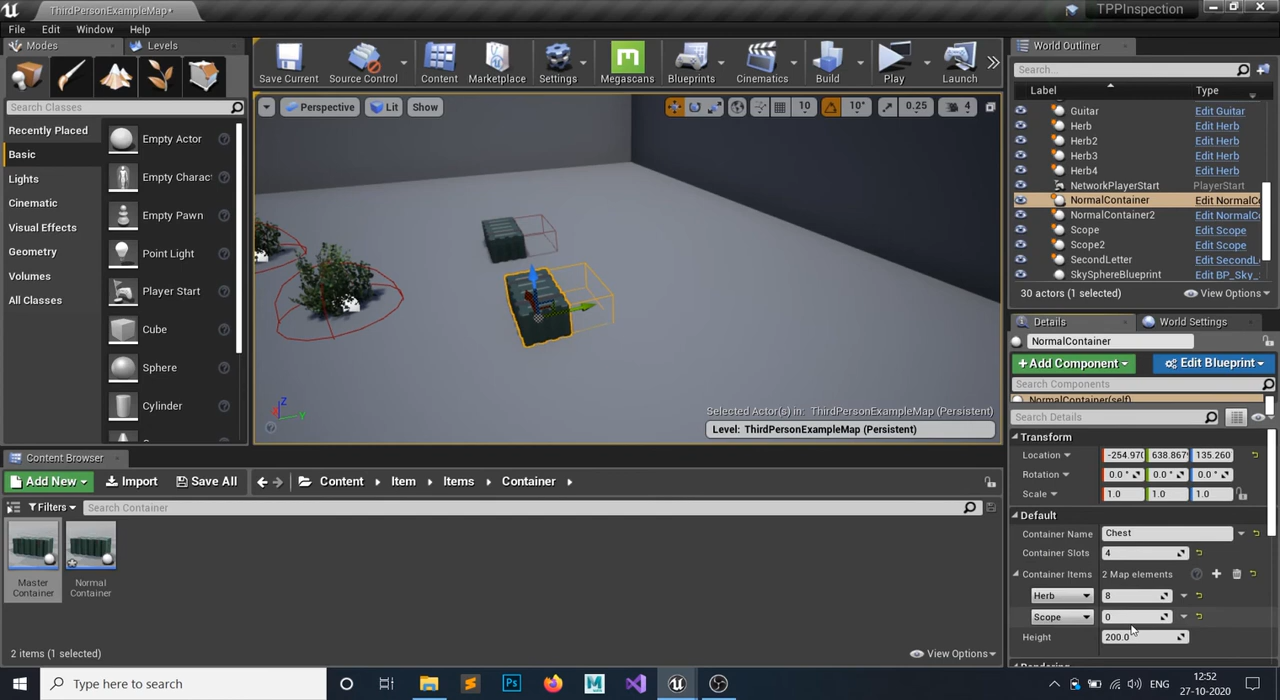 ThirdPersonExampleMap*
TPPInspection
File Edit Window Help
Modes Levels
Search Classes
Recently Placed
Basic
Lights
Cinematic
Visual Effects
Geometry
Volumes
All Classes
Empty Actor
Empty Charac
Empty Pawn
Point Light
Player Start
Cube
Sphere
Cylinder
Save Current Source Control Content Marketplace Settings Megascans Blueprints Cinematics Build Play Launch
Perspective Lit Show 10 10° 0.25 4
Selected Actor(s) in: ThirdPersonExampleMap (Persistent)
Level: ThirdPersonExampleMap (Persistent)
World Outliner
Search...
Label Type
Guitar Edit Guitar
Herb Edit Herb
Herb2 Edit Herb
Herb3 Edit Herb
Herb4 Edit Herb
NetworkPlayerStart PlayerStart
NormalContainer Edit NormalCo
NormalContainer2 Edit NormalCo
Scope Edit Scope
Scope2 Edit Scope
SecondLetter Edit SecondL
SkySphereBlueprint Edit BP_Sky_
30 actors (1 selected) View Options
Details World Settings
NormalContainer
+Add Component Edit Blueprint
Search Components
NormalContainer(self)
Search Details
Transform
Location -254.970 638.867 135.260
Rotation 0.0° 0.0° 0.0°
Scale 1.0 1.0 1.0
Default
Container Name Chest
Container Slots 4
Container Items 2 Map elements
Herb 8
Scope 0
Height 200.0
Content Browser
Add New Import Save All Content Item Items Container
Filters Search Container
Master Container
Normal Container
2 items (1 selected) View Options
Type here to search
ENG
12:52
27-10-2020